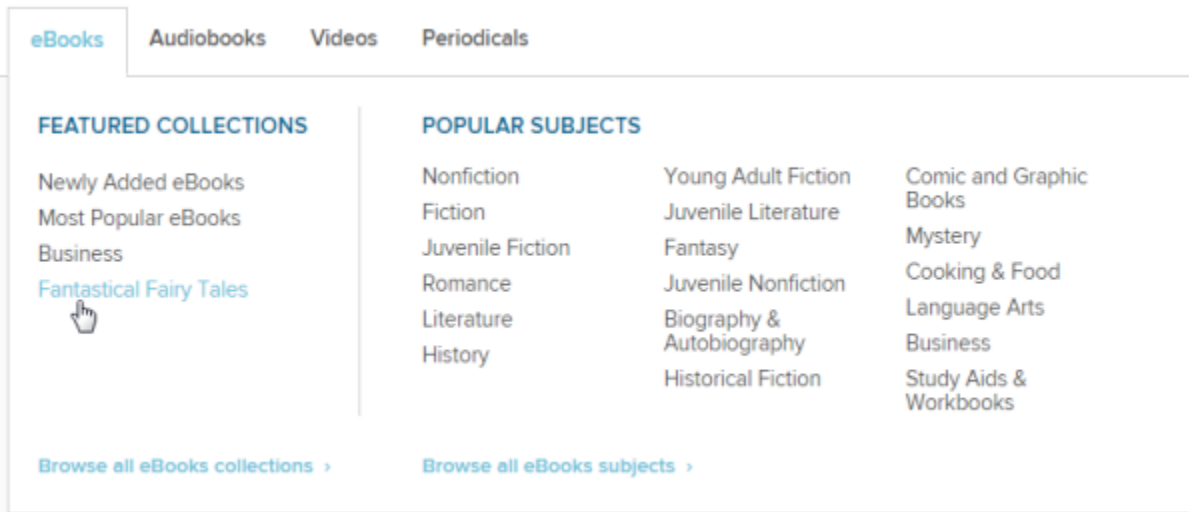 eBooks Audiobooks Videos Periodicals
FEATURED COLLECTIONS
Newly Added eBooks
Most Popular eBooks
Business
Fantastical Fairy Tales
Browse all eBooks collections ›
POPULAR SUBJECTS
Nonfiction
Fiction
Juvenile Fiction
Romance
Literature
History
Young Adult Fiction
Juvenile Literature
Fantasy
Juvenile Nonfiction
Biography &
Autobiography
Historical Fiction
Comic and Graphic
Books
Mystery
Cooking & Food
Language Arts
Business
Study Aids &
Workbooks
Browse all eBooks subjects ›